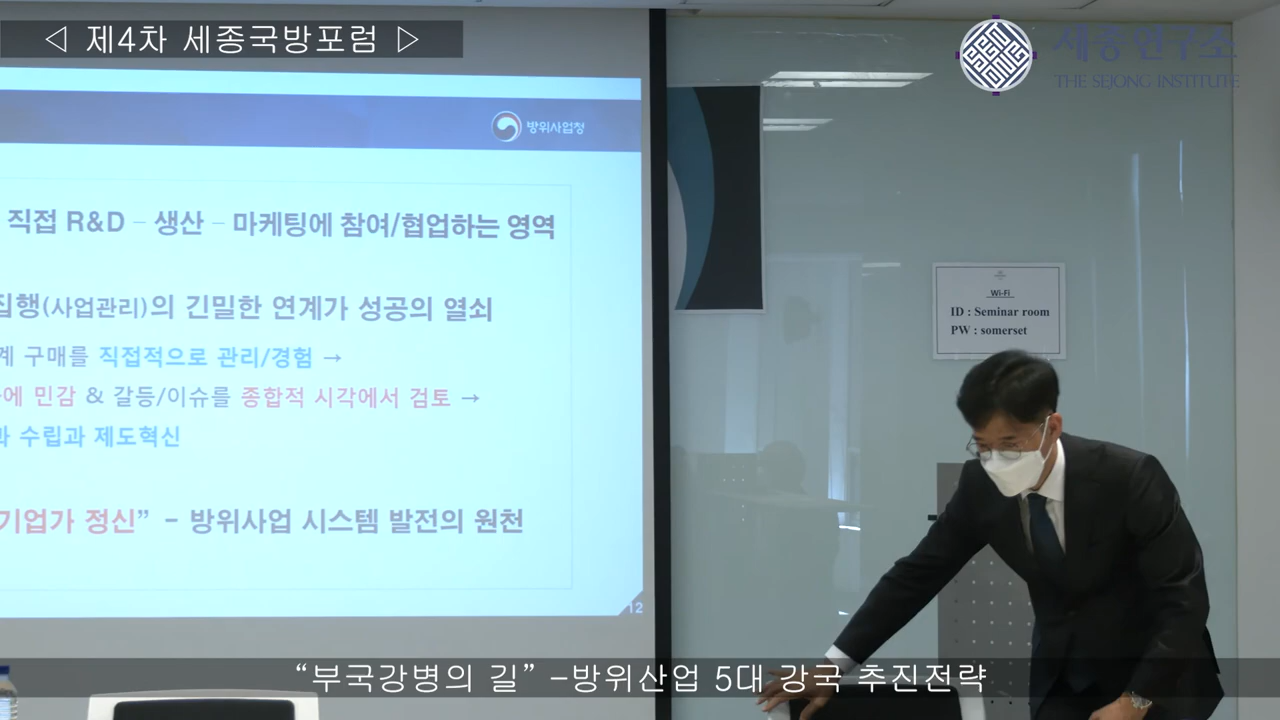 ◁ 제4차 세종국방포럼 ▷
세종연구소
THE SEJONG INSTITUTE
방위사업청
직접 R&D – 생산 – 마케팅에 참여/협업하는 영역
집행(사업관리)의 긴밀한 연계가 성공의 열쇠
계 구매를 직접적으로 관리/경험 →
에 민감 & 갈등/이슈를 종합적 시각에서 검토 →
수립과 제도혁신
기업가 정신” - 방위사업 시스템 발전의 원천
12
Wi-Fi
ID : Seminar room
PW : somerset
“부국강병의 길” -방위산업 5대 강국 추진전략